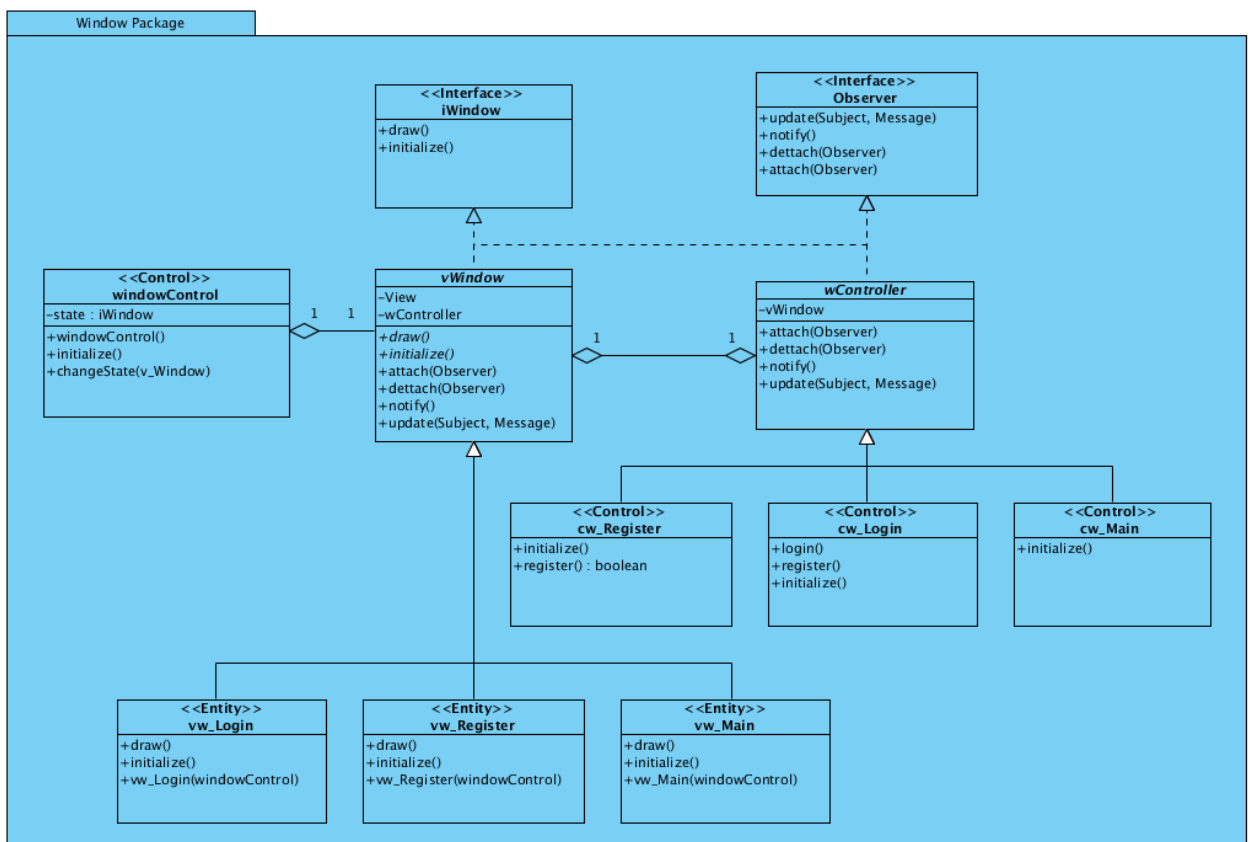 Window Package
<<Interface>>
iWindow
+draw()
+initialize()
<<Interface>>
Observer
+update(Subject, Message)
+notify()
+dettach(Observer)
+attach(Observer)
<<Control>>
windowControl
-state : iWindow
+windowControl()
+initialize()
+changeState(v_Window)
1
1
vWindow
-View
-wController
+draw()
+initialize()
+attach(Observer)
+dettach(Observer)
+notify()
+update(Subject, Message)
1
1
wController
-vWindow
+attach(Observer)
+dettach(Observer)
+notify()
+update(Subject, Message)
<<Control>>
cw_Register
+initialize()
+register() : boolean
<<Control>>
cw_Login
+login()
+register()
+initialize()
<<Control>>
cw_Main
+initialize()
<<Entity>>
vw_Login
+draw()
+initialize()
+vw_Login(windowControl)
<<Entity>>
vw_Register
+draw()
+initialize()
+vw_Register(windowControl)
<<Entity>>
vw_Main
+draw()
+initialize()
+vw_Main(windowControl)